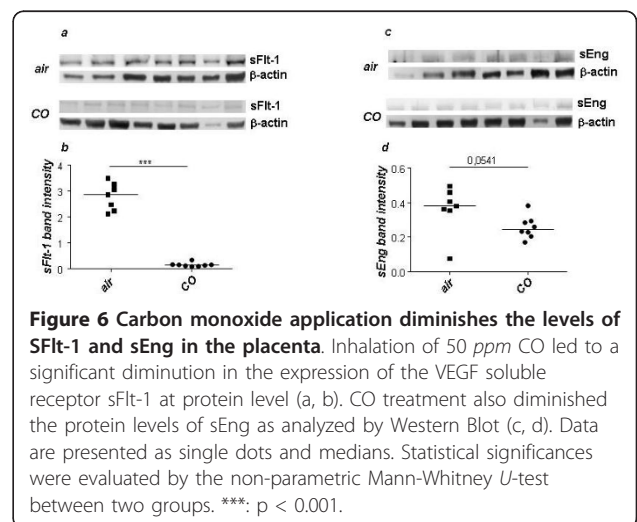 a
c
sFlt-1
air
β-actin
sEng
air
β-actin
sFlt-1
CO
β-actin
sEng
CO
β-actin
b
d
***
0,0541
4
3
2
1
0
sFlt-1 band intensity
air
CO
0.6
0.4
0.2
0.0
sEng band intensity
air
CO
Figure 6 Carbon monoxide application diminishes the levels of
SFlt-1 and sEng in the placenta. Inhalation of 50 ppm CO led to a
significant diminution in the expression of the VEGF soluble
receptor sFlt-1 at protein level (a, b). CO treatment also diminished
the protein levels of sEng as analyzed by Western Blot (c, d). Data
are presented as single dots and medians. Statistical significances
were evaluated by the non-parametric Mann-Whitney U-test
between two groups. ***: p < 0.001.